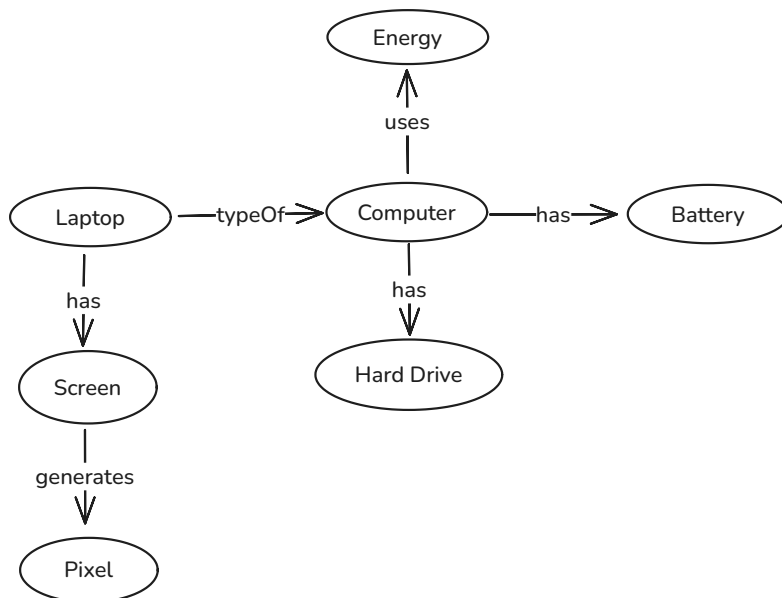 Energy
uses
Laptop
typeOf
Computer
has
Battery
has
has
Screen
Hard Drive
generates
Pixel